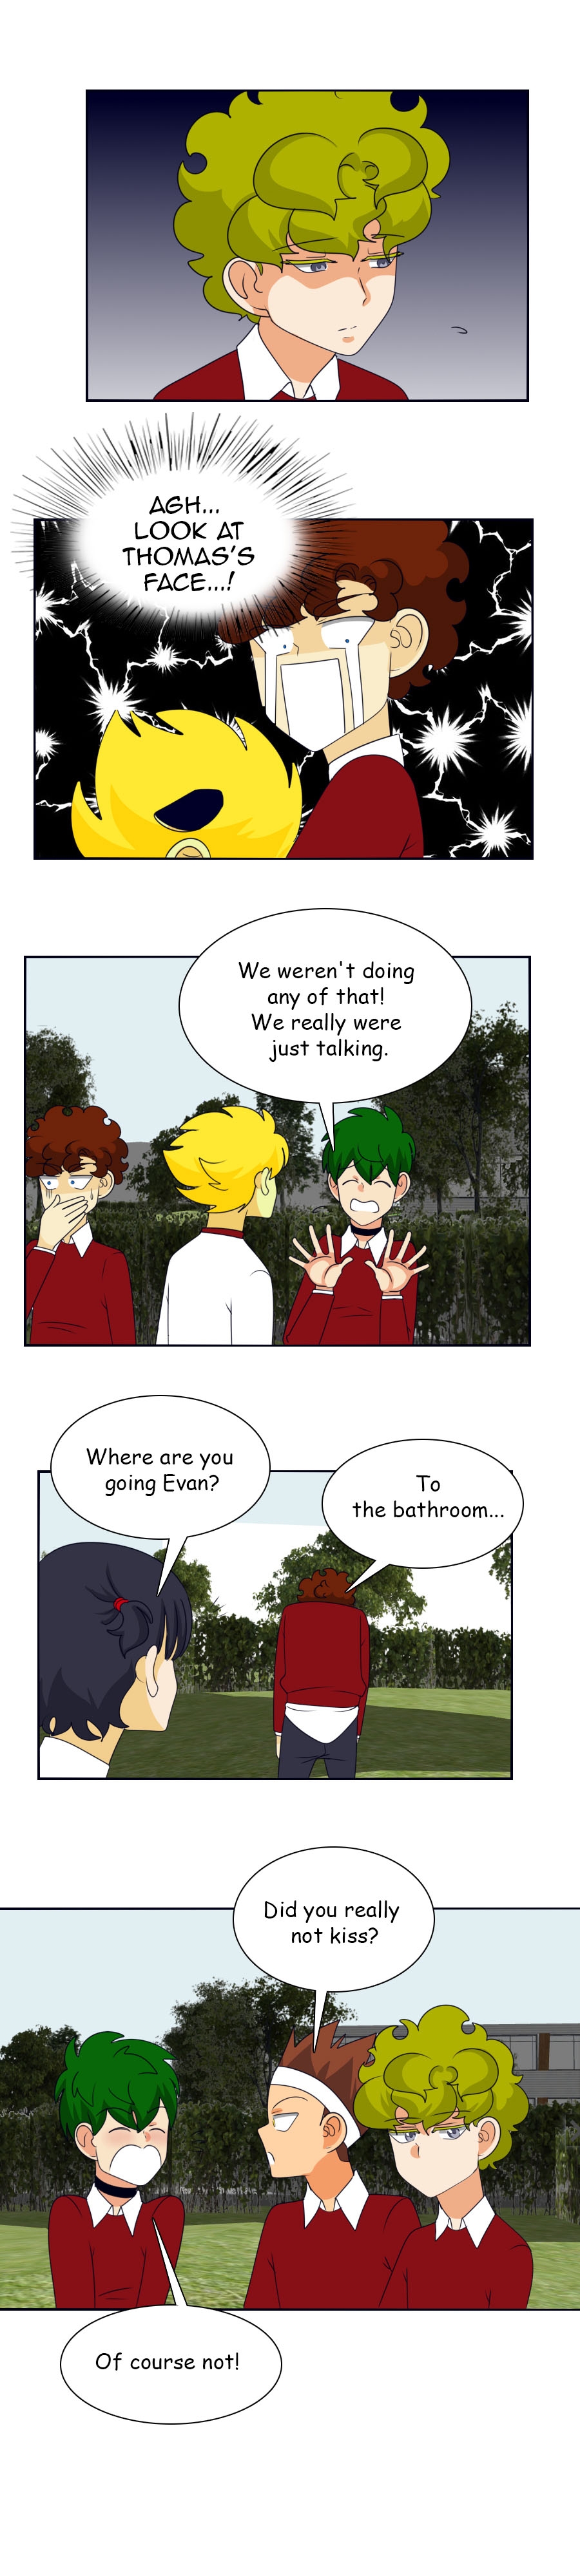 AGH...
LOOK AT
THOMAS'S
FACE...!
We weren't doing
any of that!
We really were
just talking.
Where are you
going Evan?
To
the bathroom...
Did you really
not kiss?
Of course not!